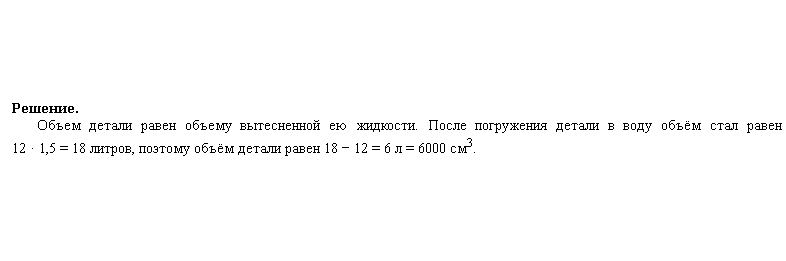 Решение.
Объем детали равен объему вытесненной ею жидкости. После погружения детали в воду объём стал равен
12 · 1,5 = 18 литров, поэтому объём детали равен 18 − 12 = 6 л = 6000 см³.